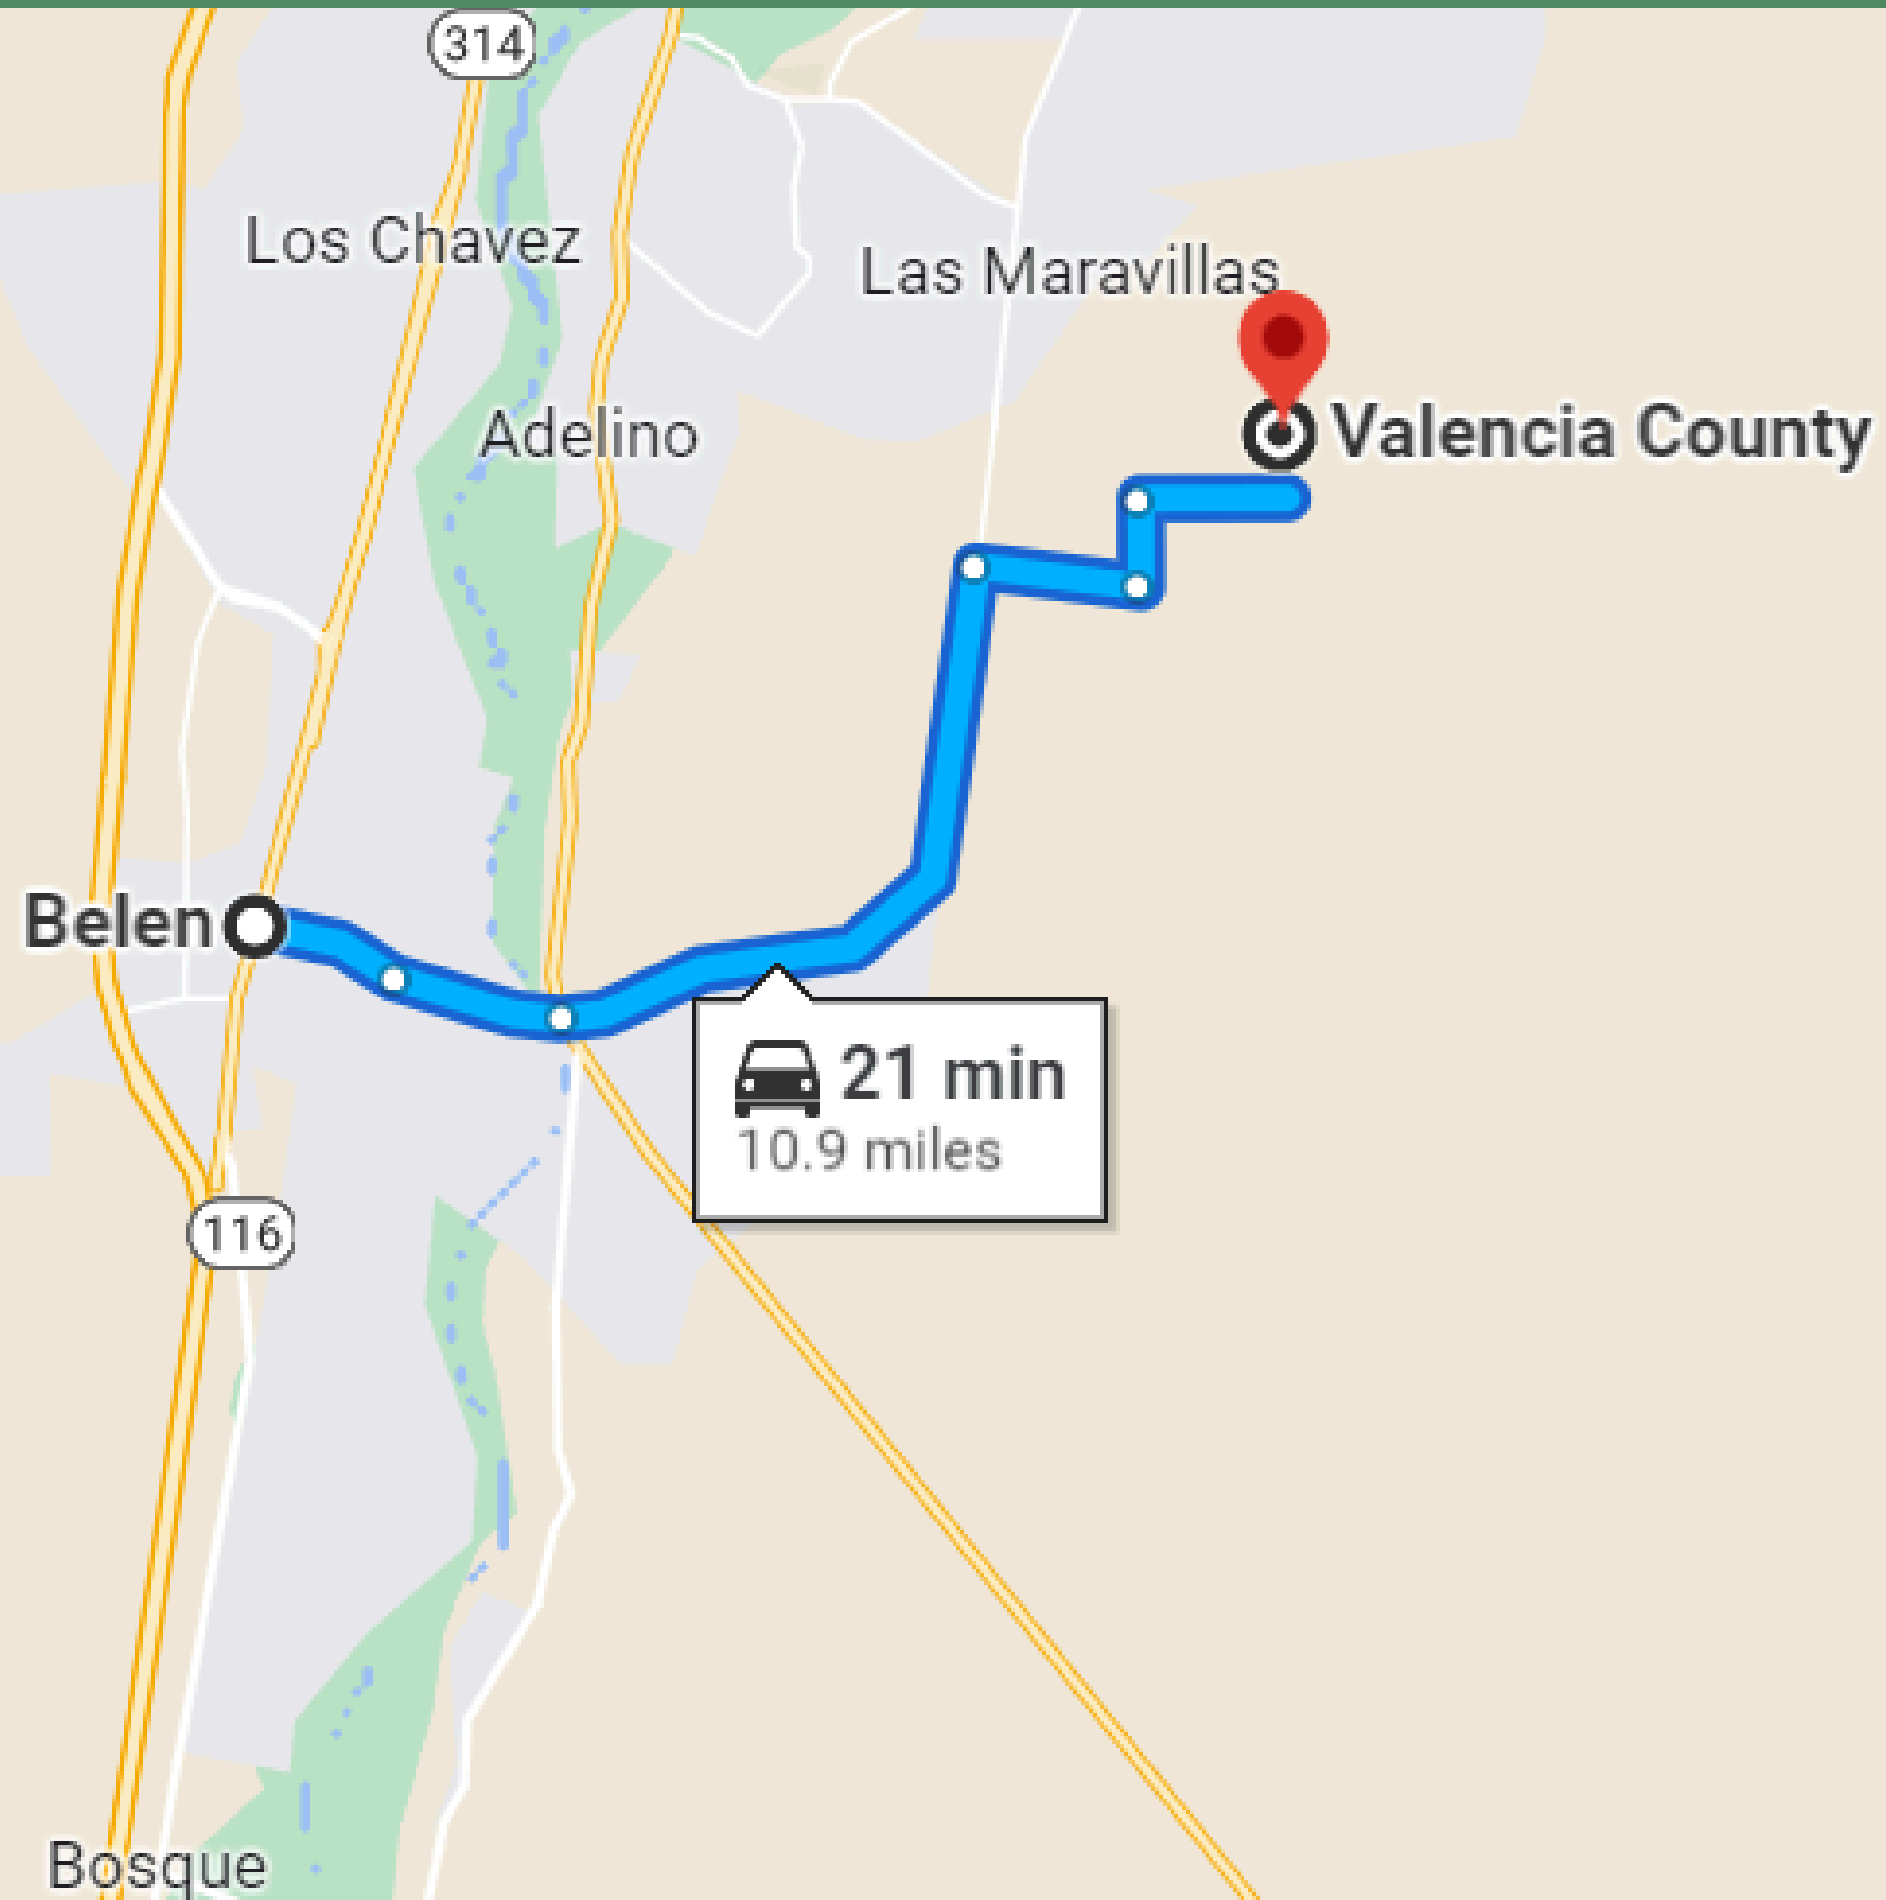 314
Los Chavez
Las Maravillas
Adelino
Valencia County
Belen
21 min
10.9 miles
116
Bosque